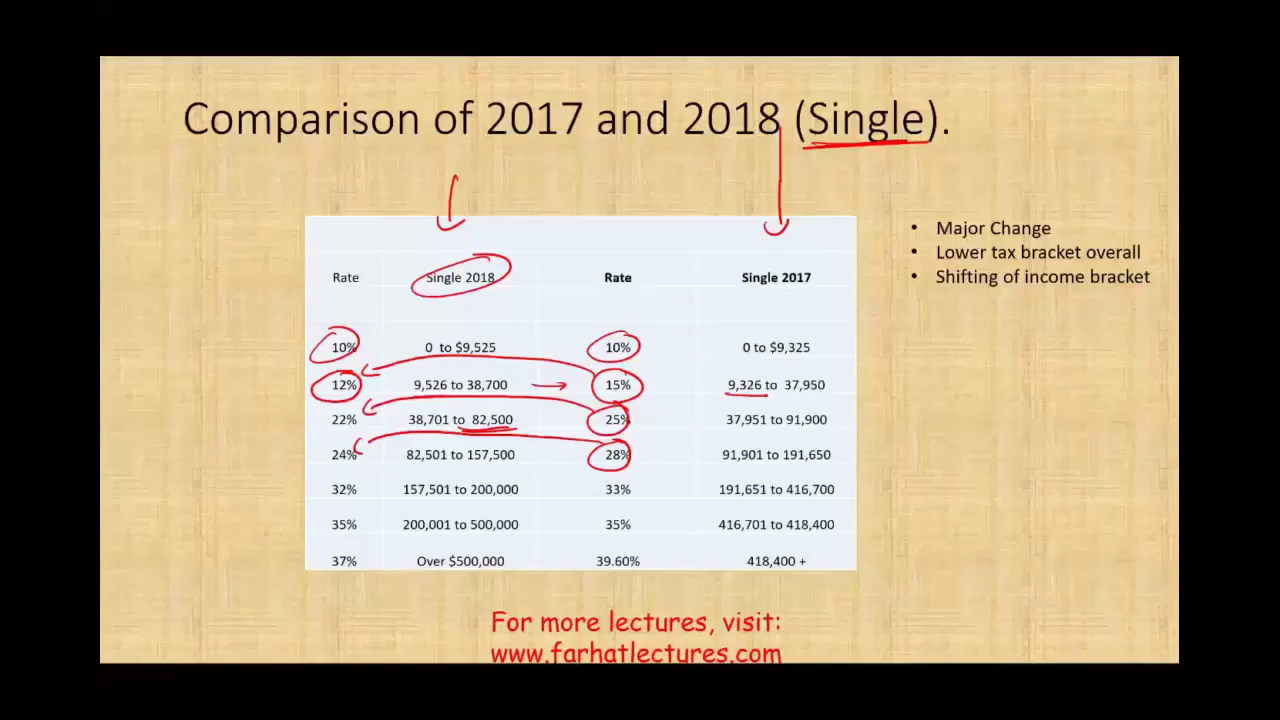 Comparison of 2017 and 2018 (Single).
• Major Change
• Lower tax bracket overall
• Shifting of income bracket
Rate Single 2018 Rate Single 2017
10% 0 to $9,525 10% 0 to $9,325
12% 9,526 to 38,700 15% 9,326 to 37,950
22% 38,701 to 82,500 25% 37,951 to 91,900
24% 82,501 to 157,500 28% 91,901 to 191,650
32% 157,501 to 200,000 33% 191,651 to 416,700
35% 200,001 to 500,000 35% 416,701 to 418,400
37% Over $500,000 39.60% 418,400 +
For more lectures, visit:
www.farhatlectures.com